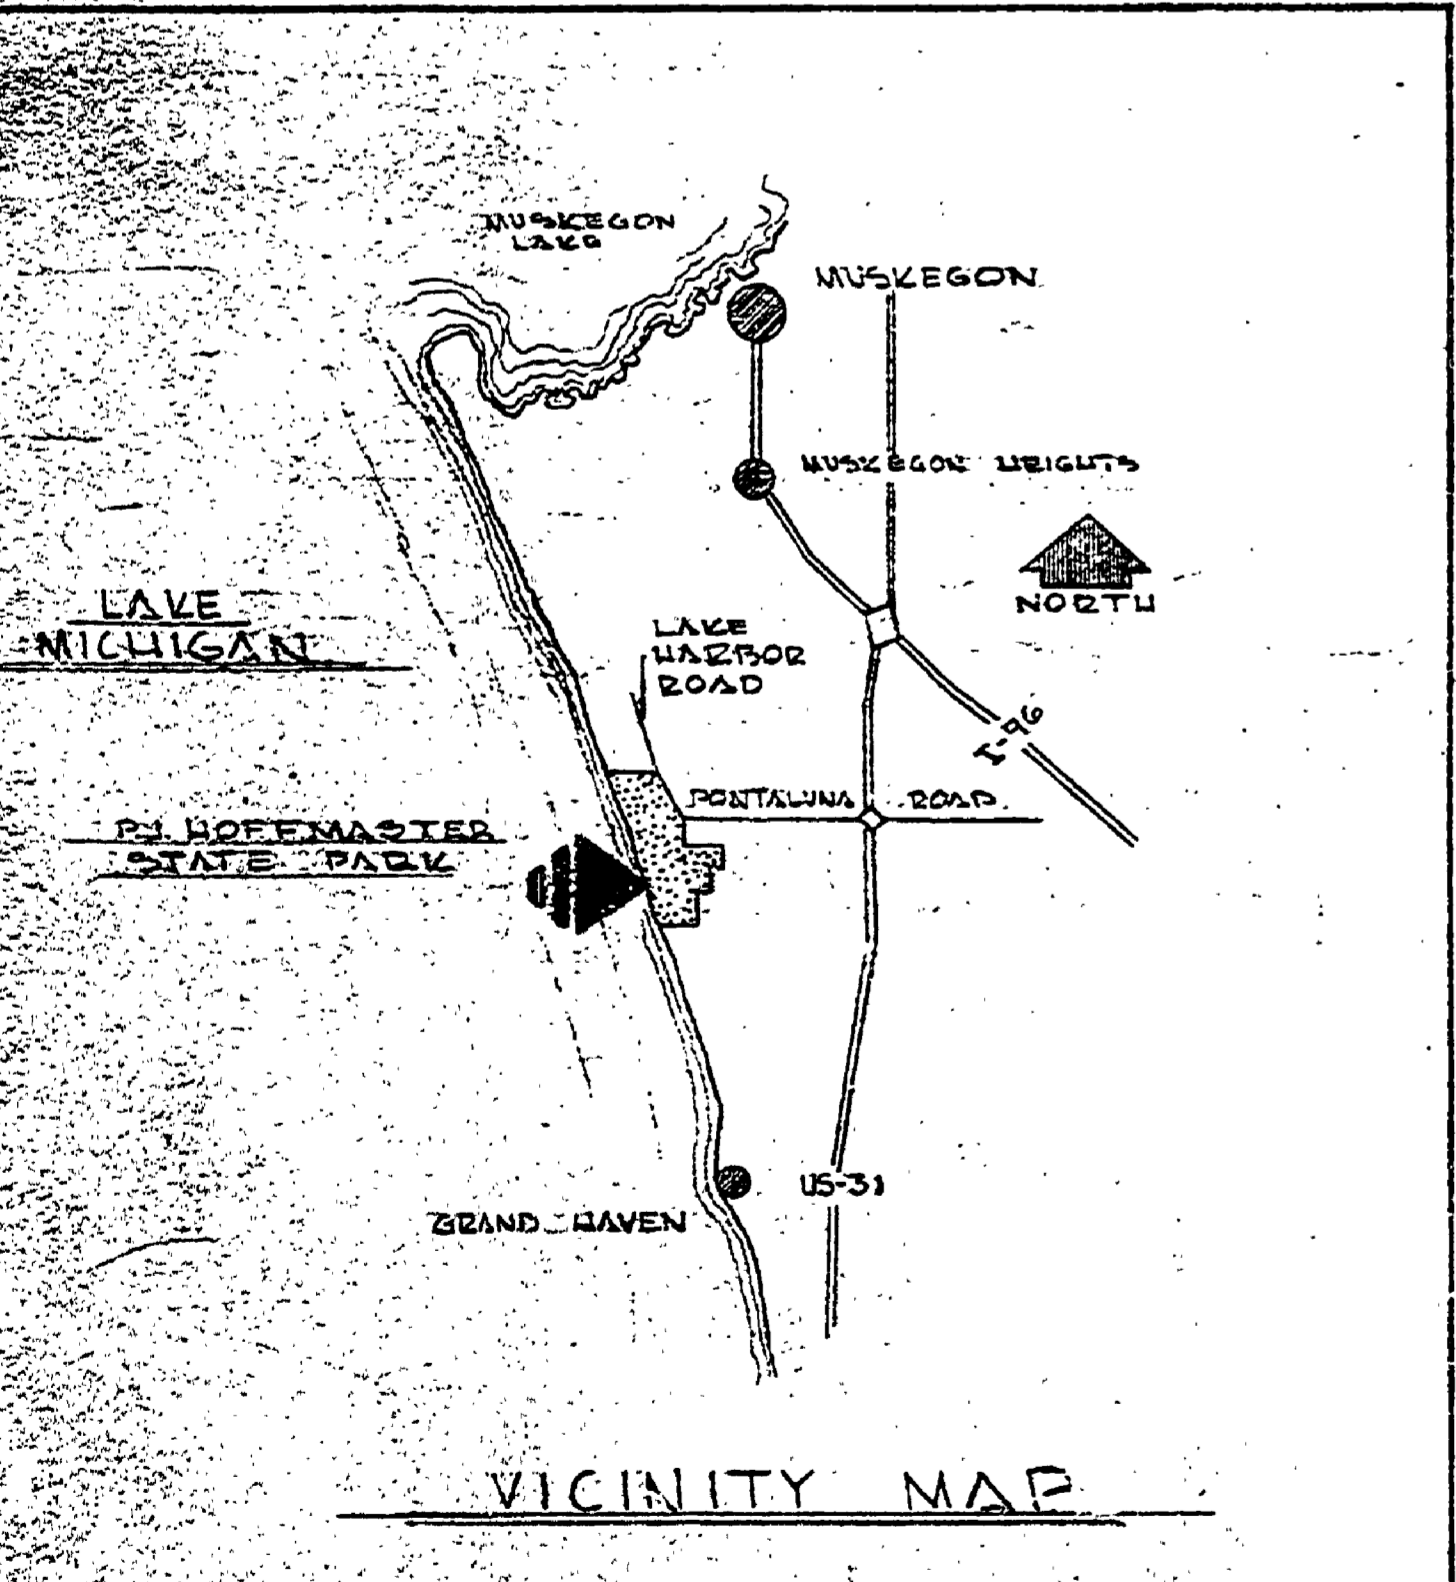 MUSKEGON
LAKE
MUSKEGON
MUSKEGON HEIGHTS
NORTH
LAKE
MICHIGAN
LAKE
HARBOR
ROAD
I-96
PONTALUNA ROAD
PJ HOFFMASTER
STATE PARK
US-31
GRAND HAVEN
VICINITY MAP